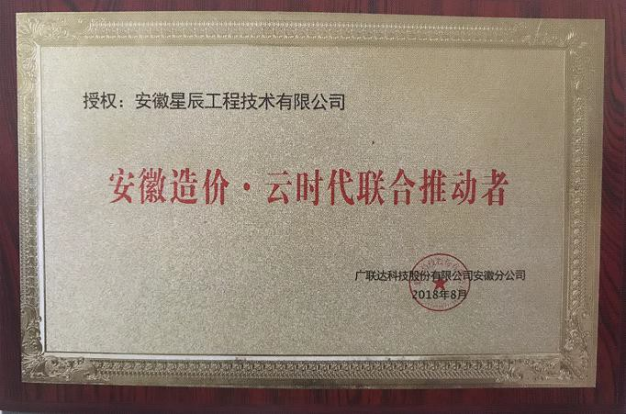 授权：安徽星辰工程技术有限公司
安徽造价·云时代联合推动者
广联达科技股份有限公司安徽分公司
2018年8月